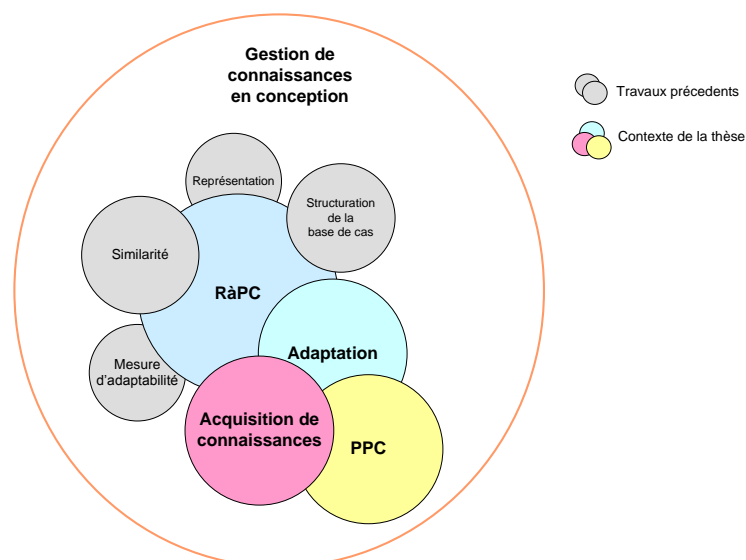 Gestion de
connaissances
en conception
Travaux précedents
Contexte de la thèse
Représentation
Structuration
de la
base de cas
Similarité
RàPC
Adaptation
Mesure
d'adaptabilité
Acquisition de
connaissances
PPC